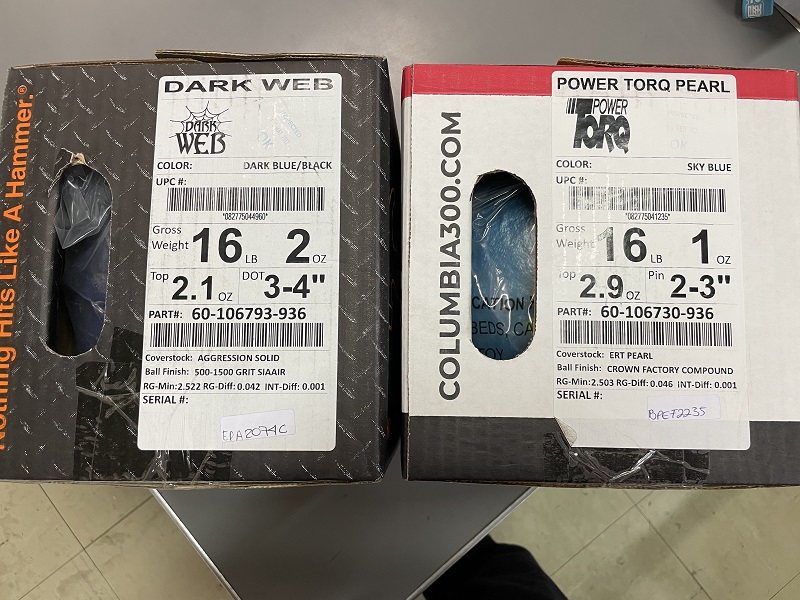 Nothing Hits Like A Hammer.®
DARK WEB
DARK
WEB
COLOR: DARK BLUE/BLACK
UPC #:
*082775044960*
Gross
Weight 16 LB 2 OZ
Top 2.1 OZ DOT 3-4"
PART#: 60-106793-936
Coverstock: AGGRESSION SOLID
Ball Finish: 500-1500 GRIT SIAAIR
RG-Min:2.522 RG-Diff:0.042 INT-Diff:0.001
SERIAL #:
COLUMBIA300.COM
POWER TORQ PEARL
POWER
TORQ
COLOR: SKY BLUE
UPC #:
*082775041235*
Gross
Weight 16 LB 1 OZ
Top 2.9 OZ Pin 2-3"
PART#: 60-106730-936
Coverstock: ERT PEARL
Ball Finish: CROWN FACTORY COMPOUND
RG-Min:2.503 RG-Diff:0.046 INT-Diff:0.001
SERIAL #:
BPE72235
BEDS, CA